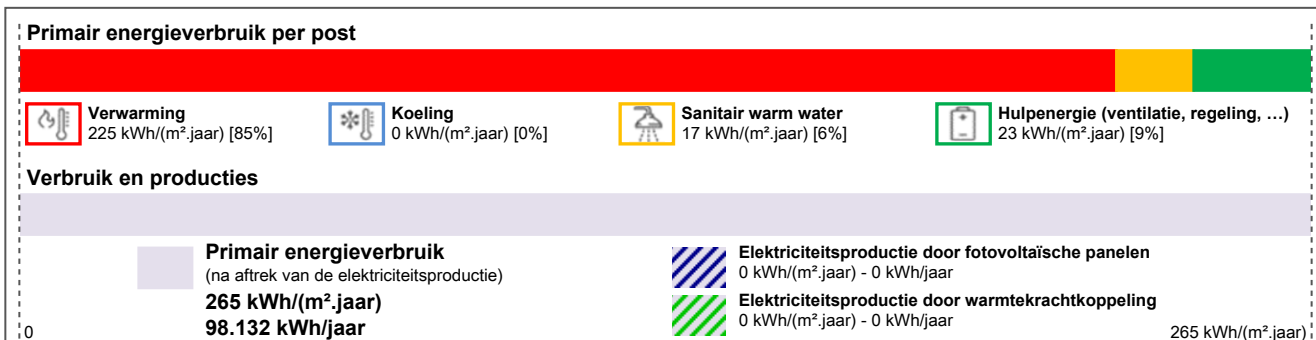 Primair energieverbruik per post
Verwarming
225 kWh/(m².jaar) [85%]
Koeling
0 kWh/(m².jaar) [0%]
Sanitair warm water
17 kWh/(m².jaar) [6%]
Hulpenergie (ventilatie, regeling, …)
23 kWh/(m².jaar) [9%]
Verbruik en producties
Primair energieverbruik
(na aftrek van de elektriciteitsproductie)
265 kWh/(m².jaar)
98.132 kWh/jaar
Elektriciteitsproductie door fotovoltaïsche panelen
0 kWh/(m².jaar) - 0 kWh/jaar
Elektriciteitsproductie door warmtekrachtkoppeling
0 kWh/(m².jaar) - 0 kWh/jaar
0
265 kWh/(m².jaar)